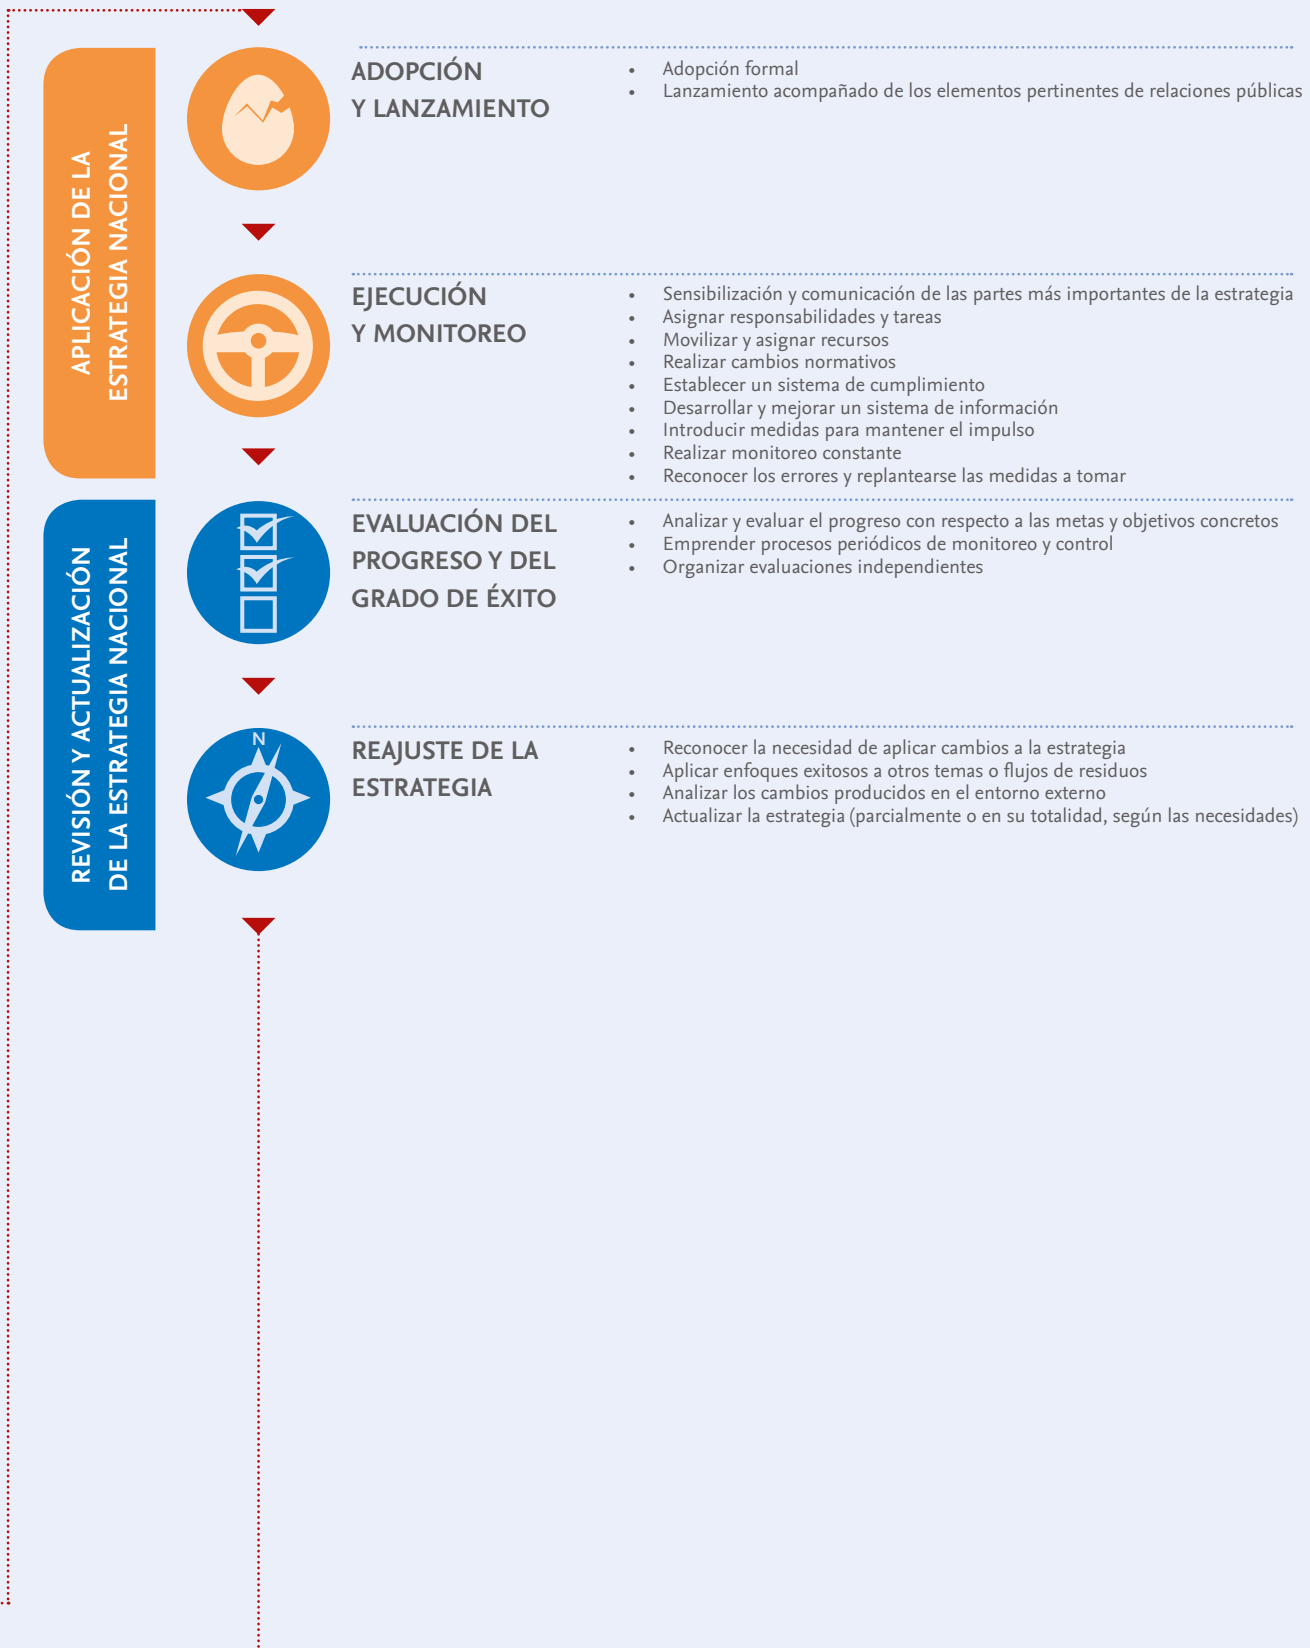 APLICACIÓN DE LA
ESTRATEGIA NACIONAL
ADOPCIÓN
Y LANZAMIENTO
• Adopción formal
• Lanzamiento acompañado de los elementos pertinentes de relaciones públicas
EJECUCIÓN
Y MONITOREO
• Sensibilización y comunicación de las partes más importantes de la estrategia
• Asignar responsabilidades y tareas
• Movilizar y asignar recursos
• Realizar cambios normativos
• Establecer un sistema de cumplimiento
• Desarrollar y mejorar un sistema de información
• Introducir medidas para mantener el impulso
• Realizar monitoreo constante
• Reconocer los errores y replantearse las medidas a tomar
REVISIÓN Y ACTUALIZACIÓN
DE LA ESTRATEGIA NACIONAL
EVALUACIÓN DEL
PROGRESO Y DEL
GRADO DE ÉXITO
• Analizar y evaluar el progreso con respecto a las metas y objetivos concretos
• Emprender procesos periódicos de monitoreo y control
• Organizar evaluaciones independientes
N
REAJUSTE DE LA
ESTRATEGIA
• Reconocer la necesidad de aplicar cambios a la estrategia
• Aplicar enfoques exitosos a otros temas o flujos de residuos
• Analizar los cambios producidos en el entorno externo
• Actualizar la estrategia (parcialmente o en su totalidad, según las necesidades)